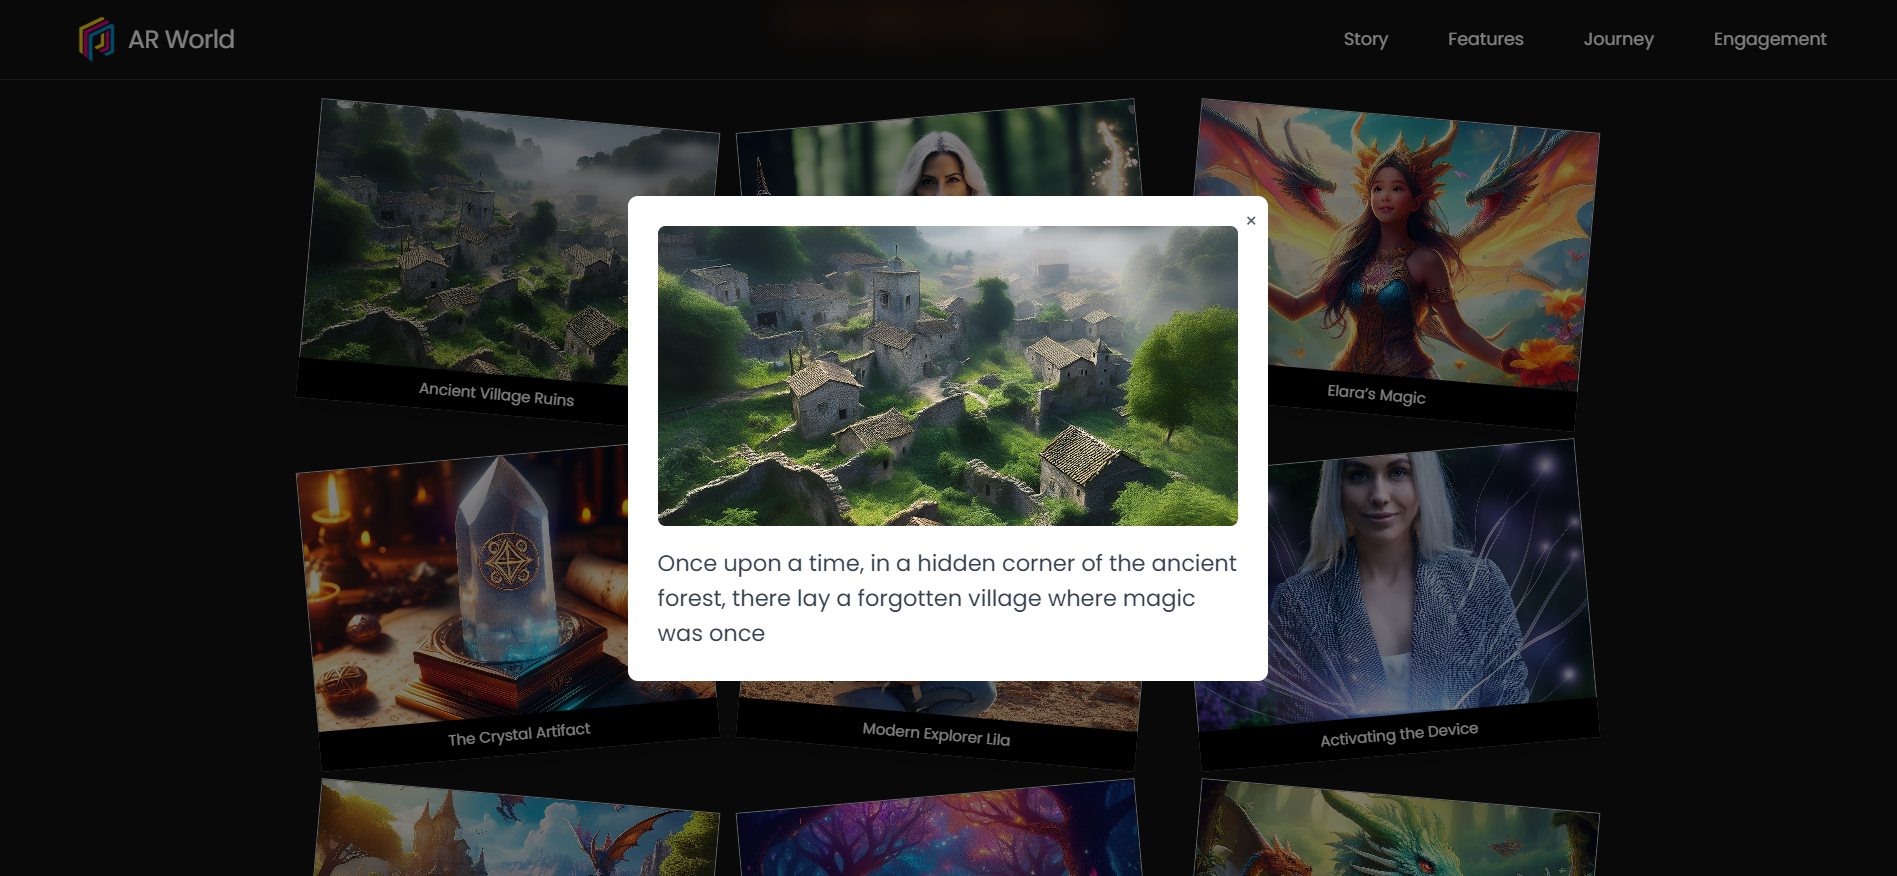 AR World
Story
Features
Journey
Engagement
×
Ancient Village Ruins
Elara's Magic
Once upon a time, in a hidden corner of the ancient
forest, there lay a forgotten village where magic
was once
The Crystal Artifact
Modern Explorer Lila
Activating the Device